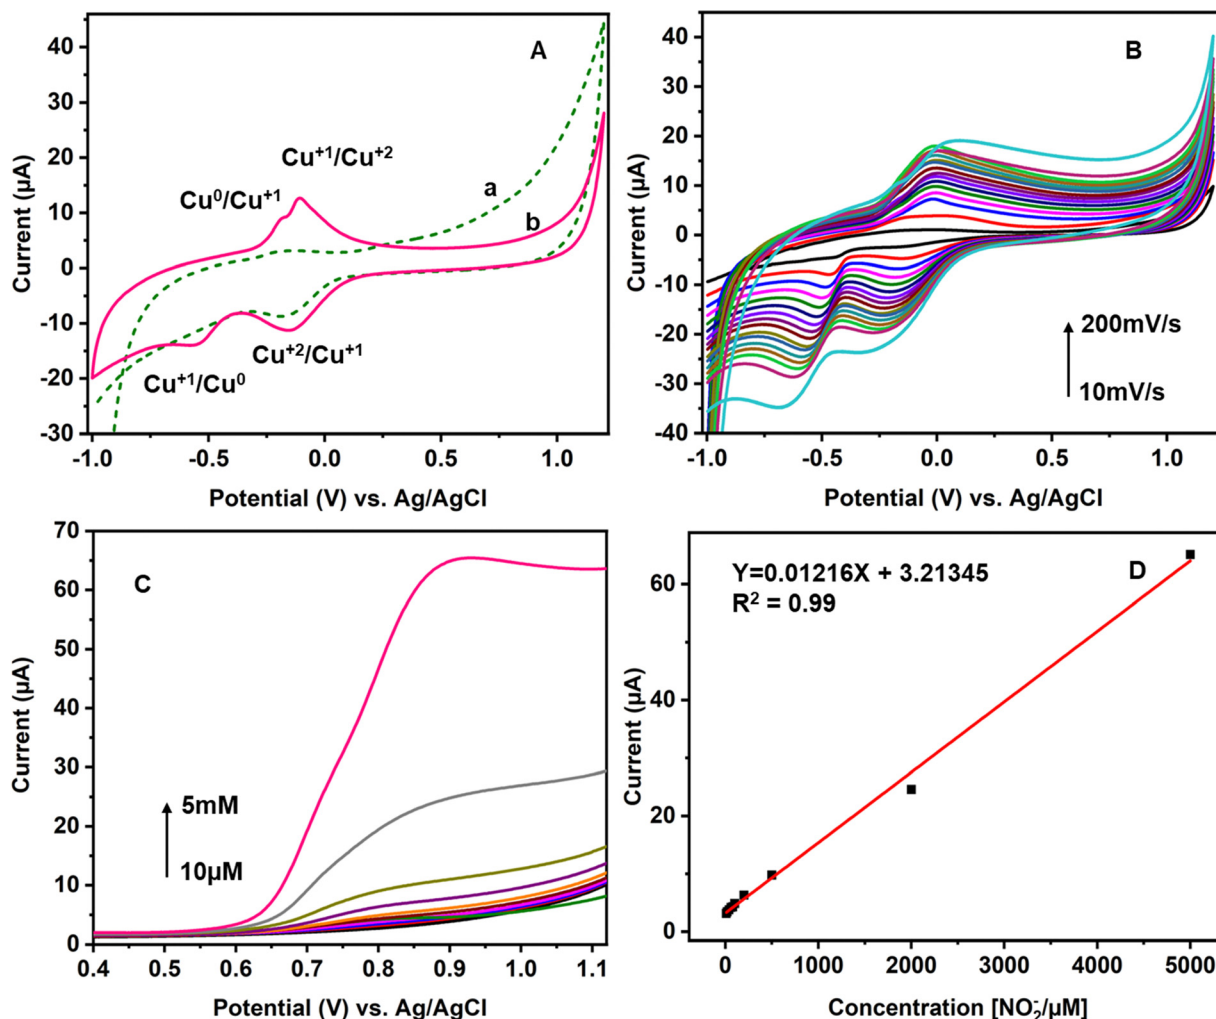 A
Cu+1/Cu+2
Cu0/Cu+1
a
b
Cu+2/Cu+1
Cu+1/Cu0
40
30
20
10
0
-10
-20
-30
-1.0 -0.5 0.0 0.5 1.0
Current (µA)
Potential (V) vs. Ag/AgCl
B
200mV/s
10mV/s
40
30
20
10
0
-10
-20
-30
-40
-1.0 -0.5 0.0 0.5 1.0
Current (µA)
Potential (V) vs. Ag/AgCl
C
5mM
10µM
70
60
50
40
30
20
10
0
0.4 0.5 0.6 0.7 0.8 0.9 1.0 1.1
Current (µA)
Potential (V) vs. Ag/AgCl
Y=0.01216X + 3.21345
R2 = 0.99
D
60
40
20
0
0 1000 2000 3000 4000 5000
Current (µA)
Concentration [NO2-/µM]